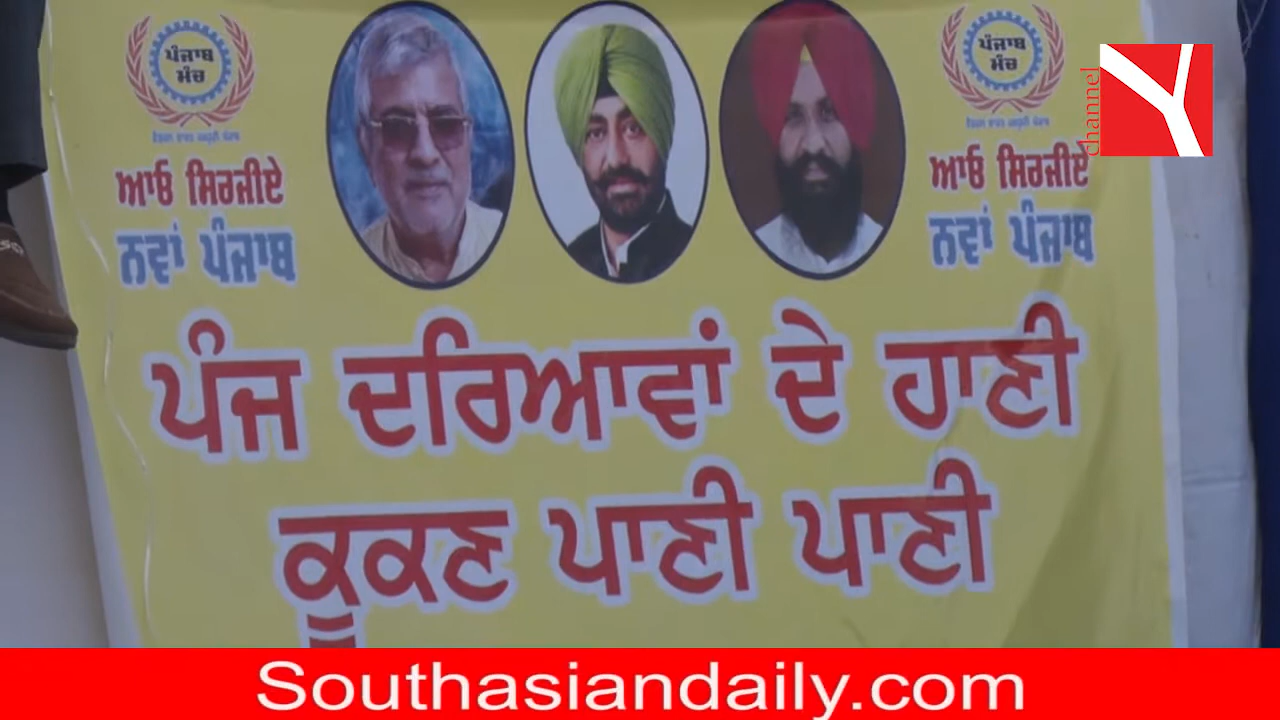 ਪੰਜਾਬ
ਮੰਚ
ਪੰਜਾਬ
ਮੰਚ
channel
Y
ਆਓ ਸਿਰਜੀਏ
ਨਵਾਂ ਪੰਜਾਬ
ਆਓ ਸਿਰਜੀਏ
ਨਵਾਂ ਪੰਜਾਬ
ਪੰਜ ਦਰਿਆਵਾਂ ਦੇ ਹਾਣੀ
ਕੂਕਣ ਪਾਣੀ ਪਾਣੀ
Southasiandaily.com